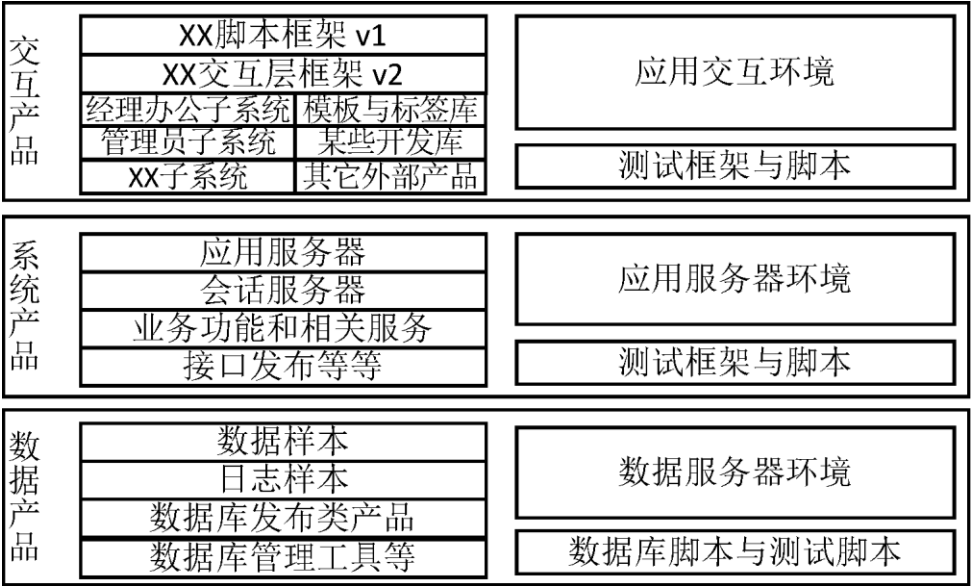 交互产品
XX脚本框架 v1
XX交互层框架 v2
经理办公子系统 模板与标签库
管理员子系统 某些开发库
XX子系统 其它外部产品
应用交互环境
测试框架与脚本
系统产品
应用服务器
会话服务器
业务功能和相关服务
接口发布等等
应用服务器环境
测试框架与脚本
数据产品
数据样本
日志样本
数据库发布类产品
数据库管理工具等
数据服务器环境
数据库脚本与测试脚本